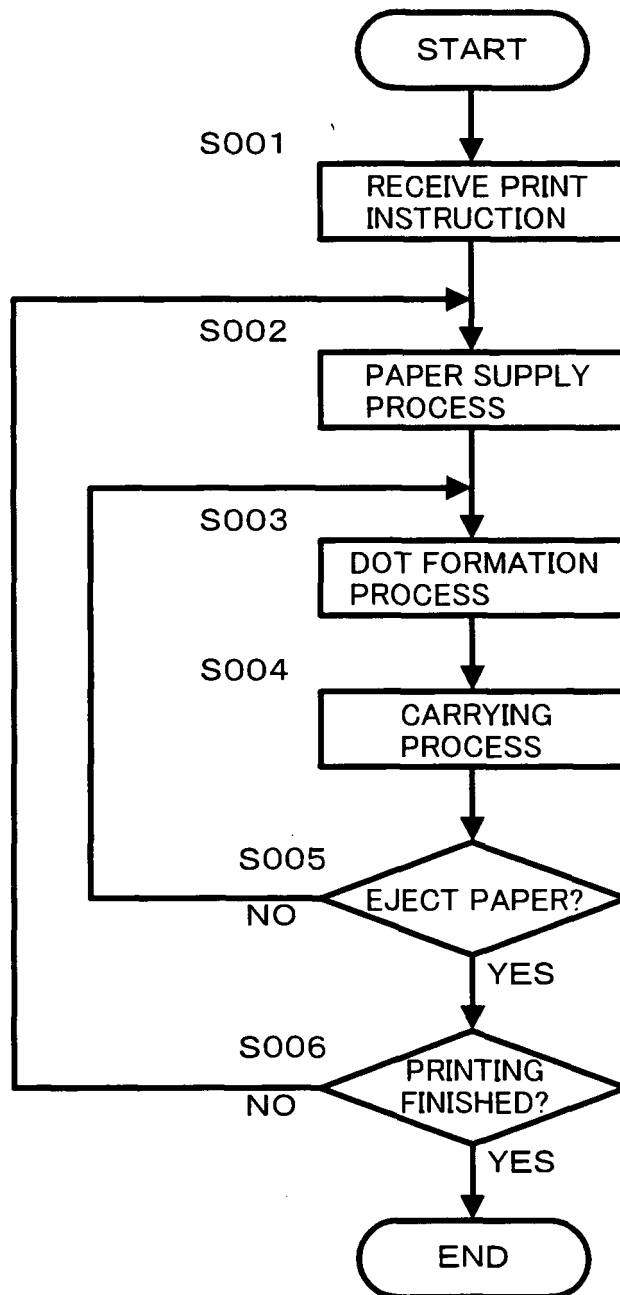 START
S001
RECEIVE PRINT
INSTRUCTION
S002
PAPER SUPPLY
PROCESS
S003
DOT FORMATION
PROCESS
S004
CARRYING
PROCESS
S005
EJECT PAPER?
NO
YES
S006
PRINTING
FINISHED?
NO
YES
END